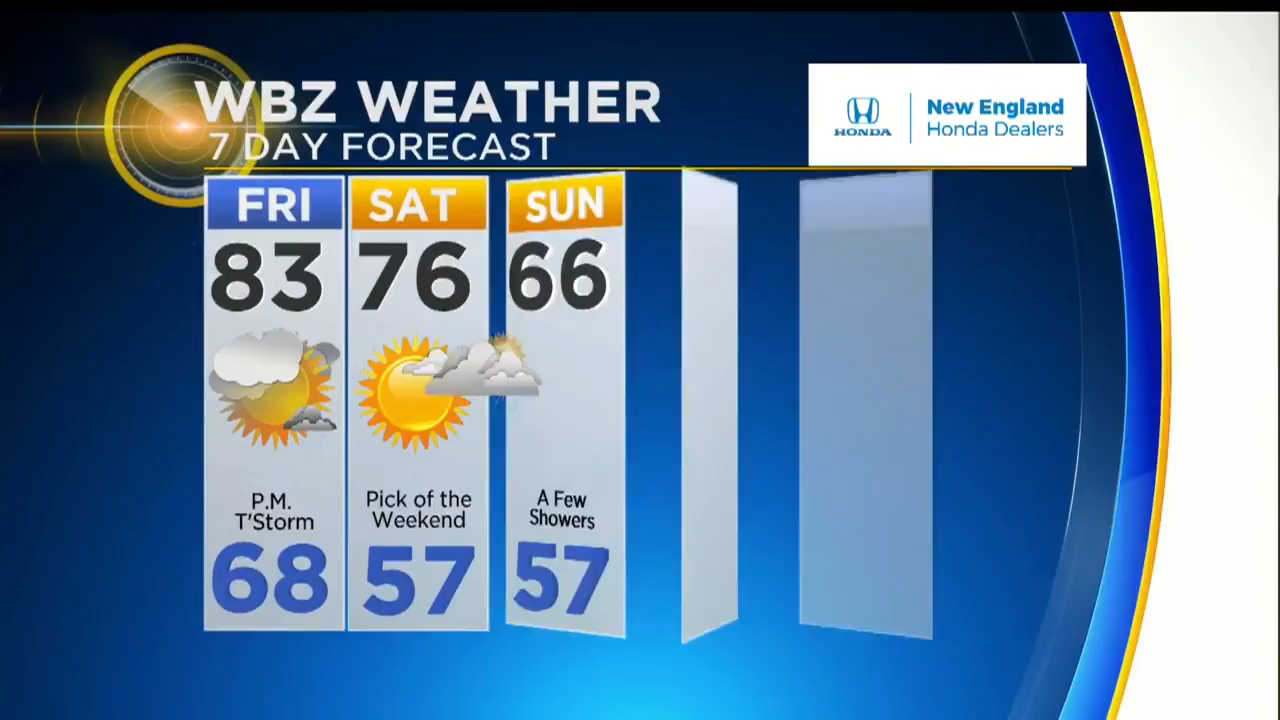 WBZ WEATHER
7 DAY FORECAST
HONDA
New England
Honda Dealers
FRI
83
P.M.
T'Storm
68
SAT
76
Pick of the
Weekend
57
SUN
66
A Few
Showers
57